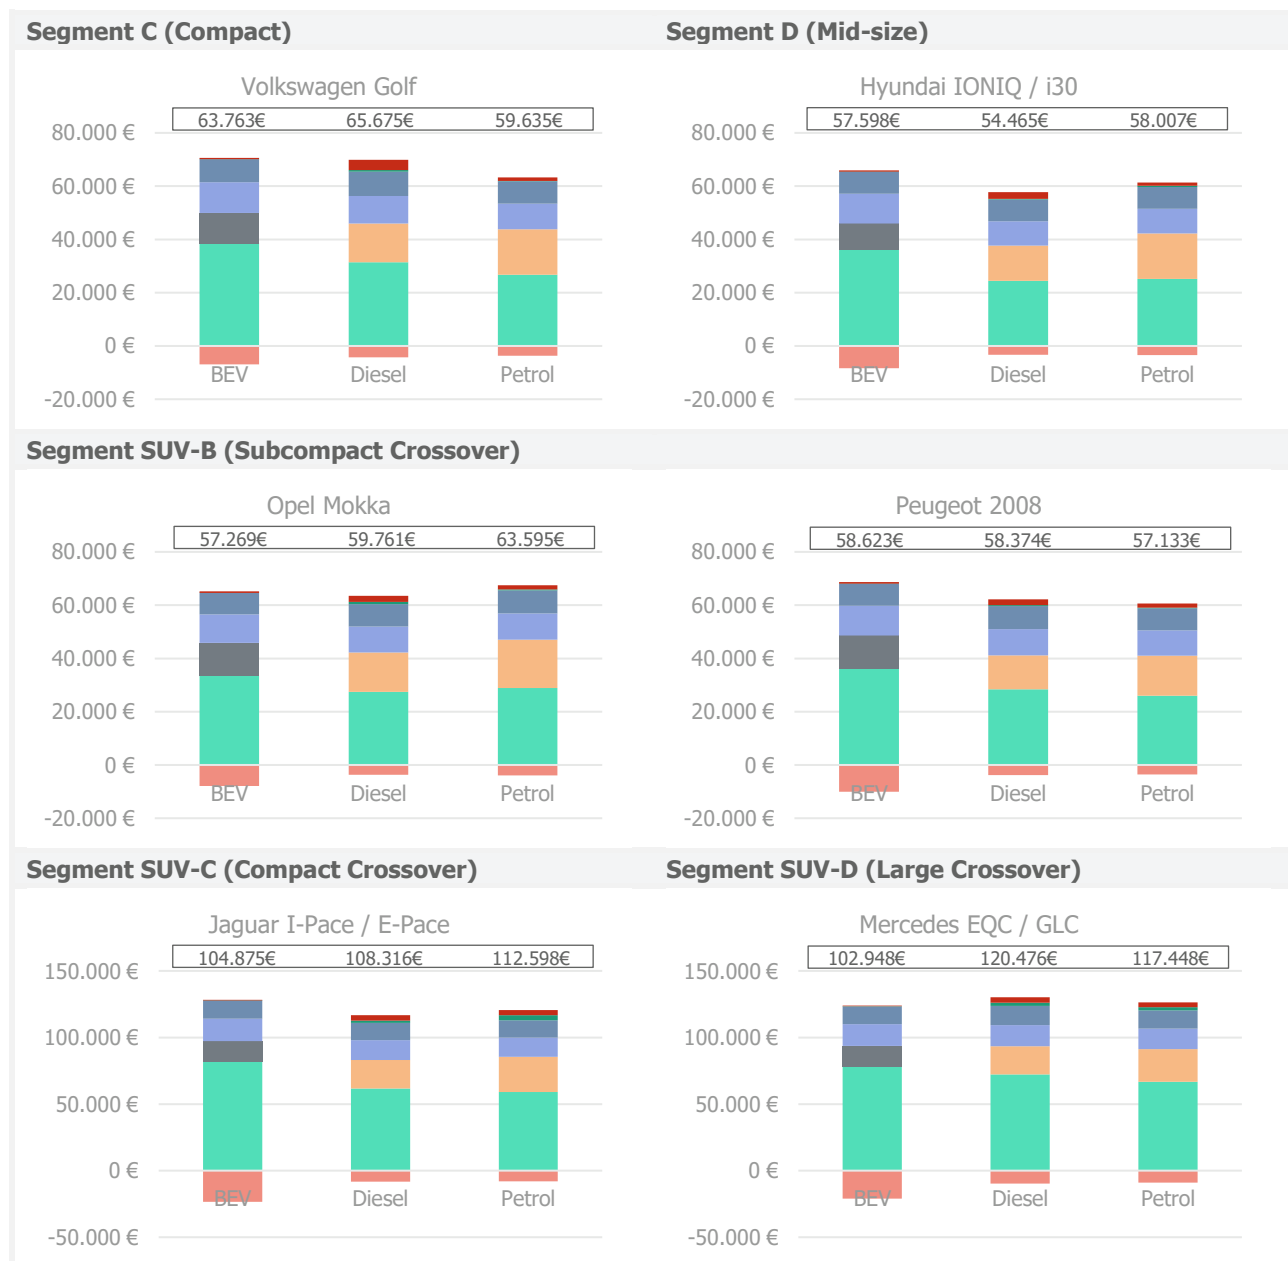 Segment C (Compact)
Segment D (Mid-size)
Volkswagen Golf
63.763€ 65.675€ 59.635€
80.000 €
60.000 €
40.000 €
20.000 €
0 €
-20.000 €
BEV Diesel Petrol
Hyundai IONIQ / i30
57.598€ 54.465€ 58.007€
80.000 €
60.000 €
40.000 €
20.000 €
0 €
-20.000 €
BEV Diesel Petrol
Segment SUV-B (Subcompact Crossover)
Opel Mokka
57.269€ 59.761€ 63.595€
80.000 €
60.000 €
40.000 €
20.000 €
0 €
-20.000 €
BEV Diesel Petrol
Peugeot 2008
58.623€ 58.374€ 57.133€
80.000 €
60.000 €
40.000 €
20.000 €
0 €
-20.000 €
BEV Diesel Petrol
Segment SUV-C (Compact Crossover)
Segment SUV-D (Large Crossover)
Jaguar I-Pace / E-Pace
104.875€ 108.316€ 112.598€
150.000 €
100.000 €
50.000 €
0 €
-50.000 €
BEV Diesel Petrol
Mercedes EQC / GLC
102.948€ 120.476€ 117.448€
150.000 €
100.000 €
50.000 €
0 €
-50.000 €
BEV Diesel Petrol